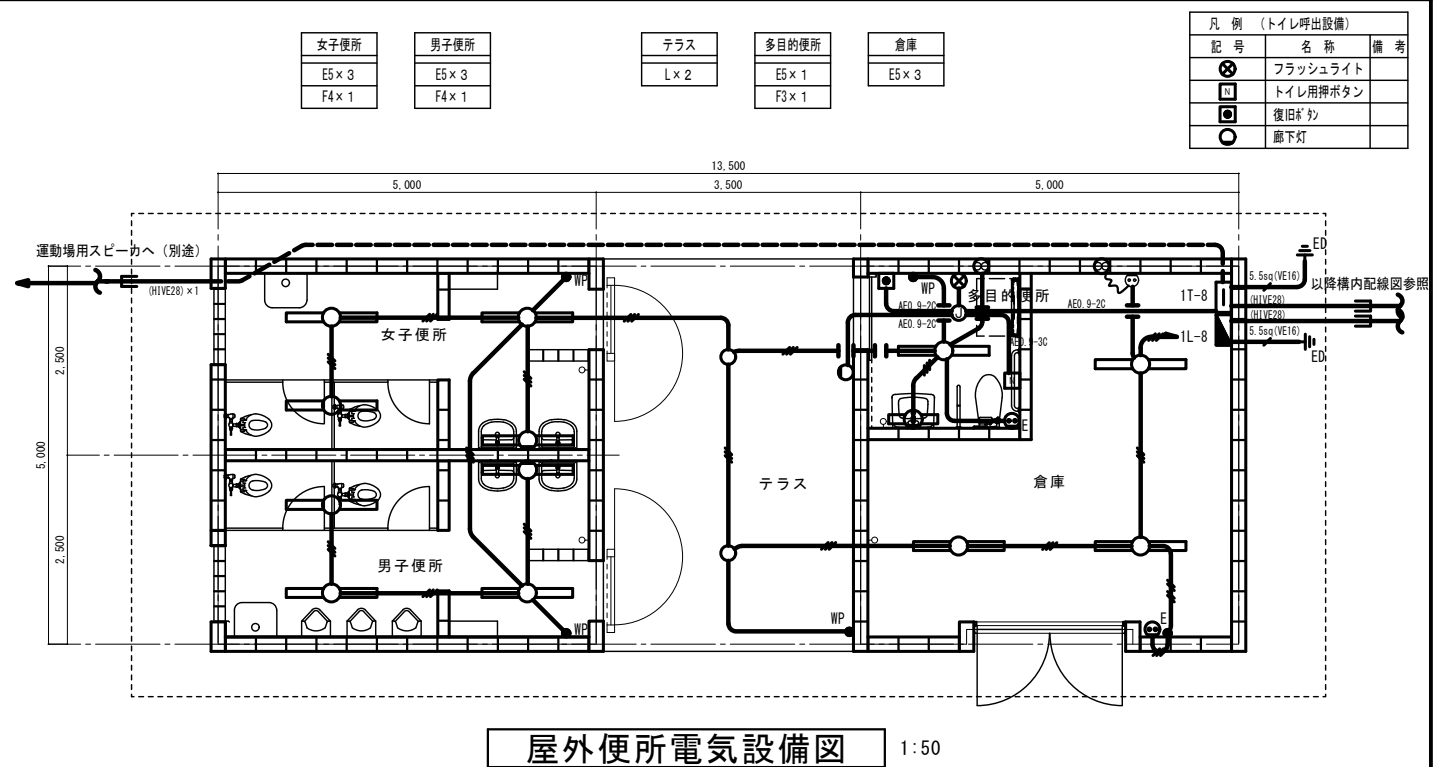 女子便所
E5×3
F4×1
男子便所
E5×3
F4×1
テラス
L×2
多目的便所
E5×1
F3×1
倉庫
E5×3
凡 例 （トイレ呼出設備）
記 号 名 称 備 考
フラッシュライト
N トイレ用押ボタン
復旧ﾎﾞﾀﾝ
廊下灯
13,500
5,000 3,500 5,000
運動場用スピーカへ（別途）
(HIVE28)×1
2,500
2,500
5,000
女子便所
男子便所
WP
WP
テラス
WP
WP
多目的便所
AE0.9-2C
AE0.9-2C
AE0.9-2C
AE0.9-3C
N
E
倉庫
E
1T-8
1L-8
ED
5.5sq(VE16)
以降構内配線図参照
(HIVE28)
(HIVE28)
5.5sq(VE16)
ED
屋外便所電気設備図 1:50